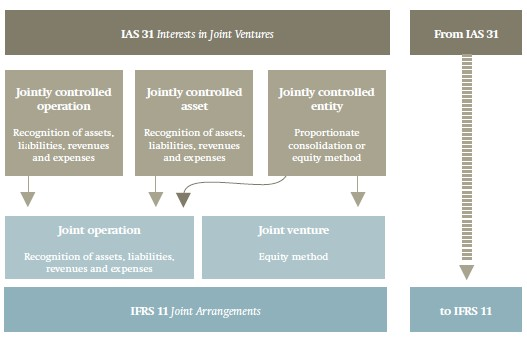 IAS 31 Interests in Joint Ventures
From IAS 31
Jointly controlled
operation
Recognition of assets,
liabilities, revenues
and expenses
Jointly controlled
asset
Recognition of assets,
liabilities, revenues
and expenses
Jointly controlled
entity
Proportionate
consolidation or
equity method
Joint operation
Recognition of assets, liabilities,
revenues and expenses
Joint venture
Equity method
IFRS 11 Joint Arrangements
to IFRS 11